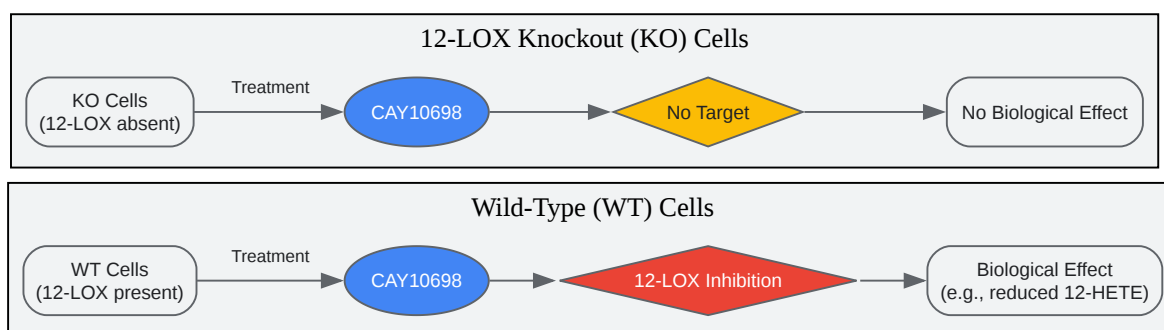 12-LOX Knockout (KO) Cells
KO Cells
(12-LOX absent)
Treatment
CAY10698
No Target
No Biological Effect
Wild-Type (WT) Cells
WT Cells
(12-LOX present)
Treatment
CAY10698
12-LOX Inhibition
Biological Effect
(e.g., reduced 12-HETE)